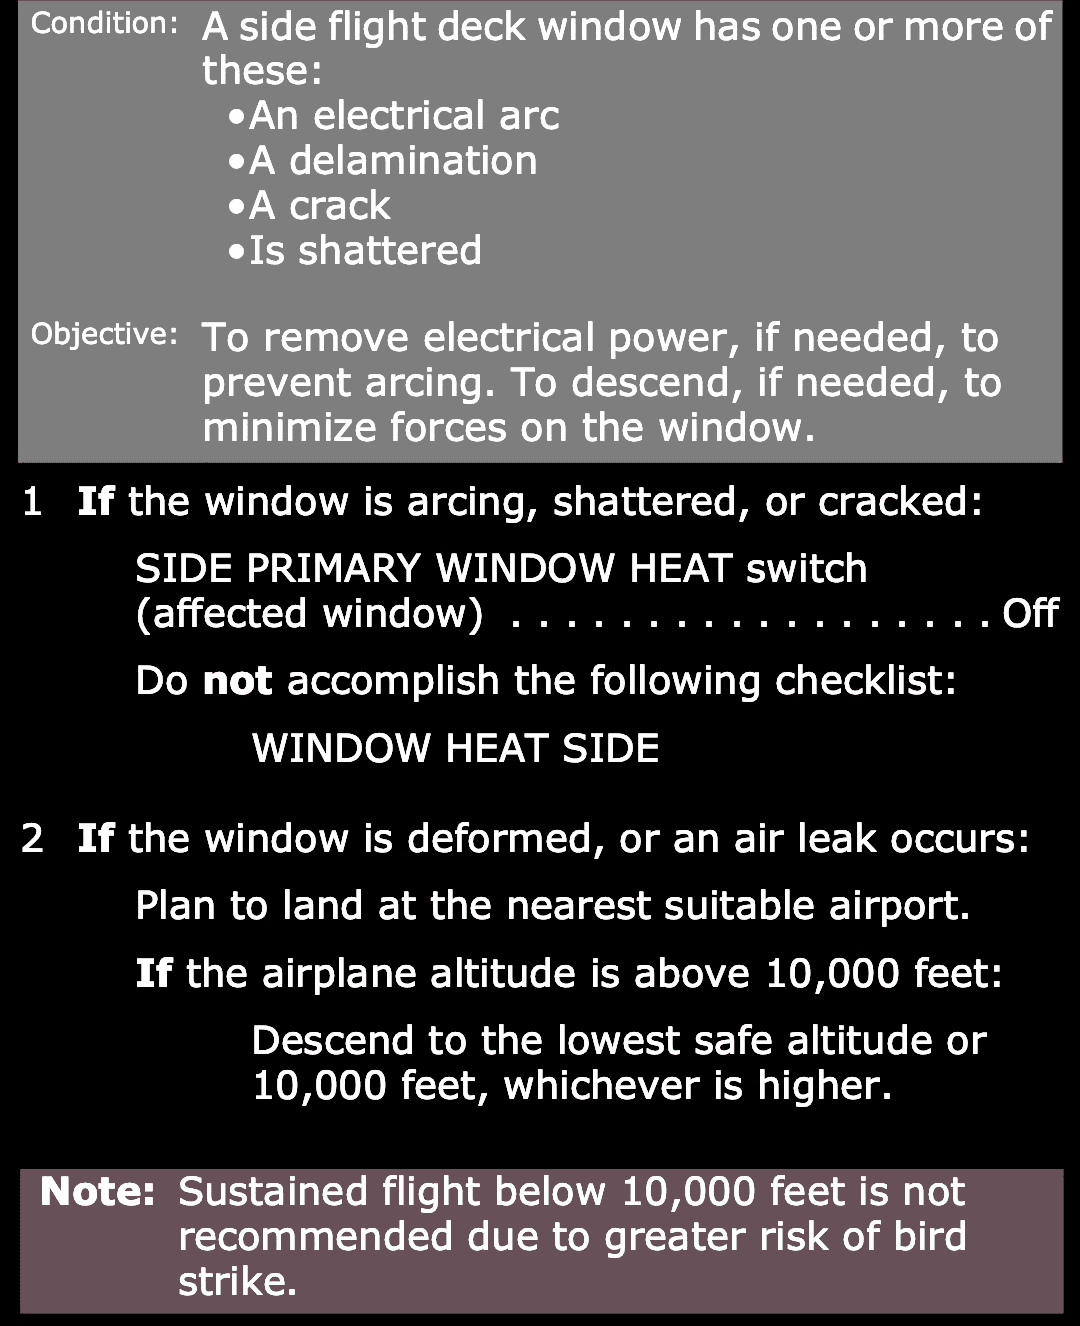 Condition: A side flight deck window has one or more of
these:
•An electrical arc
•A delamination
•A crack
•Is shattered
Objective: To remove electrical power, if needed, to
prevent arcing. To descend, if needed, to
minimize forces on the window.
1 If the window is arcing, shattered, or cracked:
SIDE PRIMARY WINDOW HEAT switch
(affected window) . . . . . . . . . . . . . . . . . . Off
Do not accomplish the following checklist:
WINDOW HEAT SIDE
2 If the window is deformed, or an air leak occurs:
Plan to land at the nearest suitable airport.
If the airplane altitude is above 10,000 feet:
Descend to the lowest safe altitude or
10,000 feet, whichever is higher.
Note: Sustained flight below 10,000 feet is not
recommended due to greater risk of bird
strike.